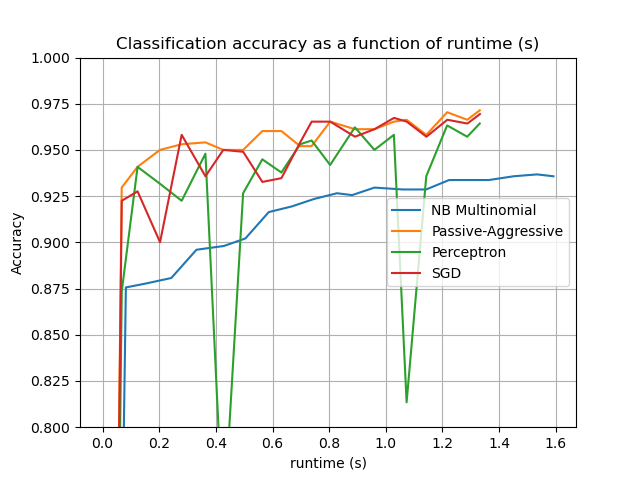 Classification accuracy as a function of runtime (s)
1.000
0.975
0.950
0.925
0.900
0.875
0.850
0.825
0.800
Accuracy
NB Multinomial
Passive-Aggressive
Perceptron
SGD
0.0 0.2 0.4 0.6 0.8 1.0 1.2 1.4 1.6
runtime (s)